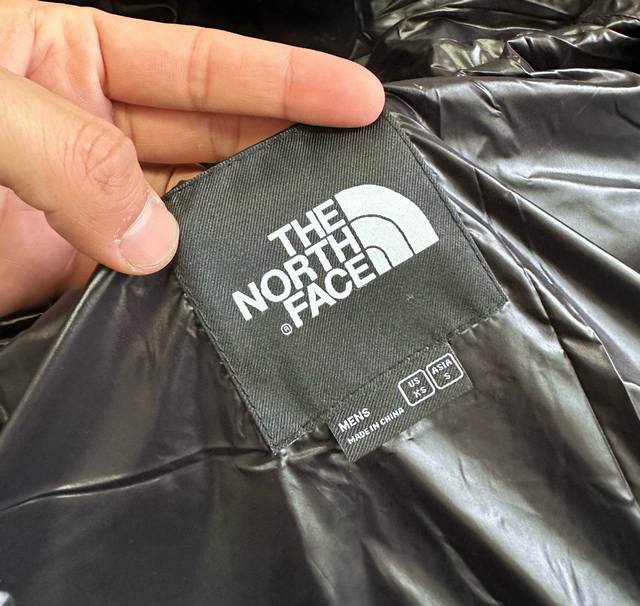 THE
NORTH
FACE
®
MENS
MADE IN CHINA
US
XS
ASIA
S